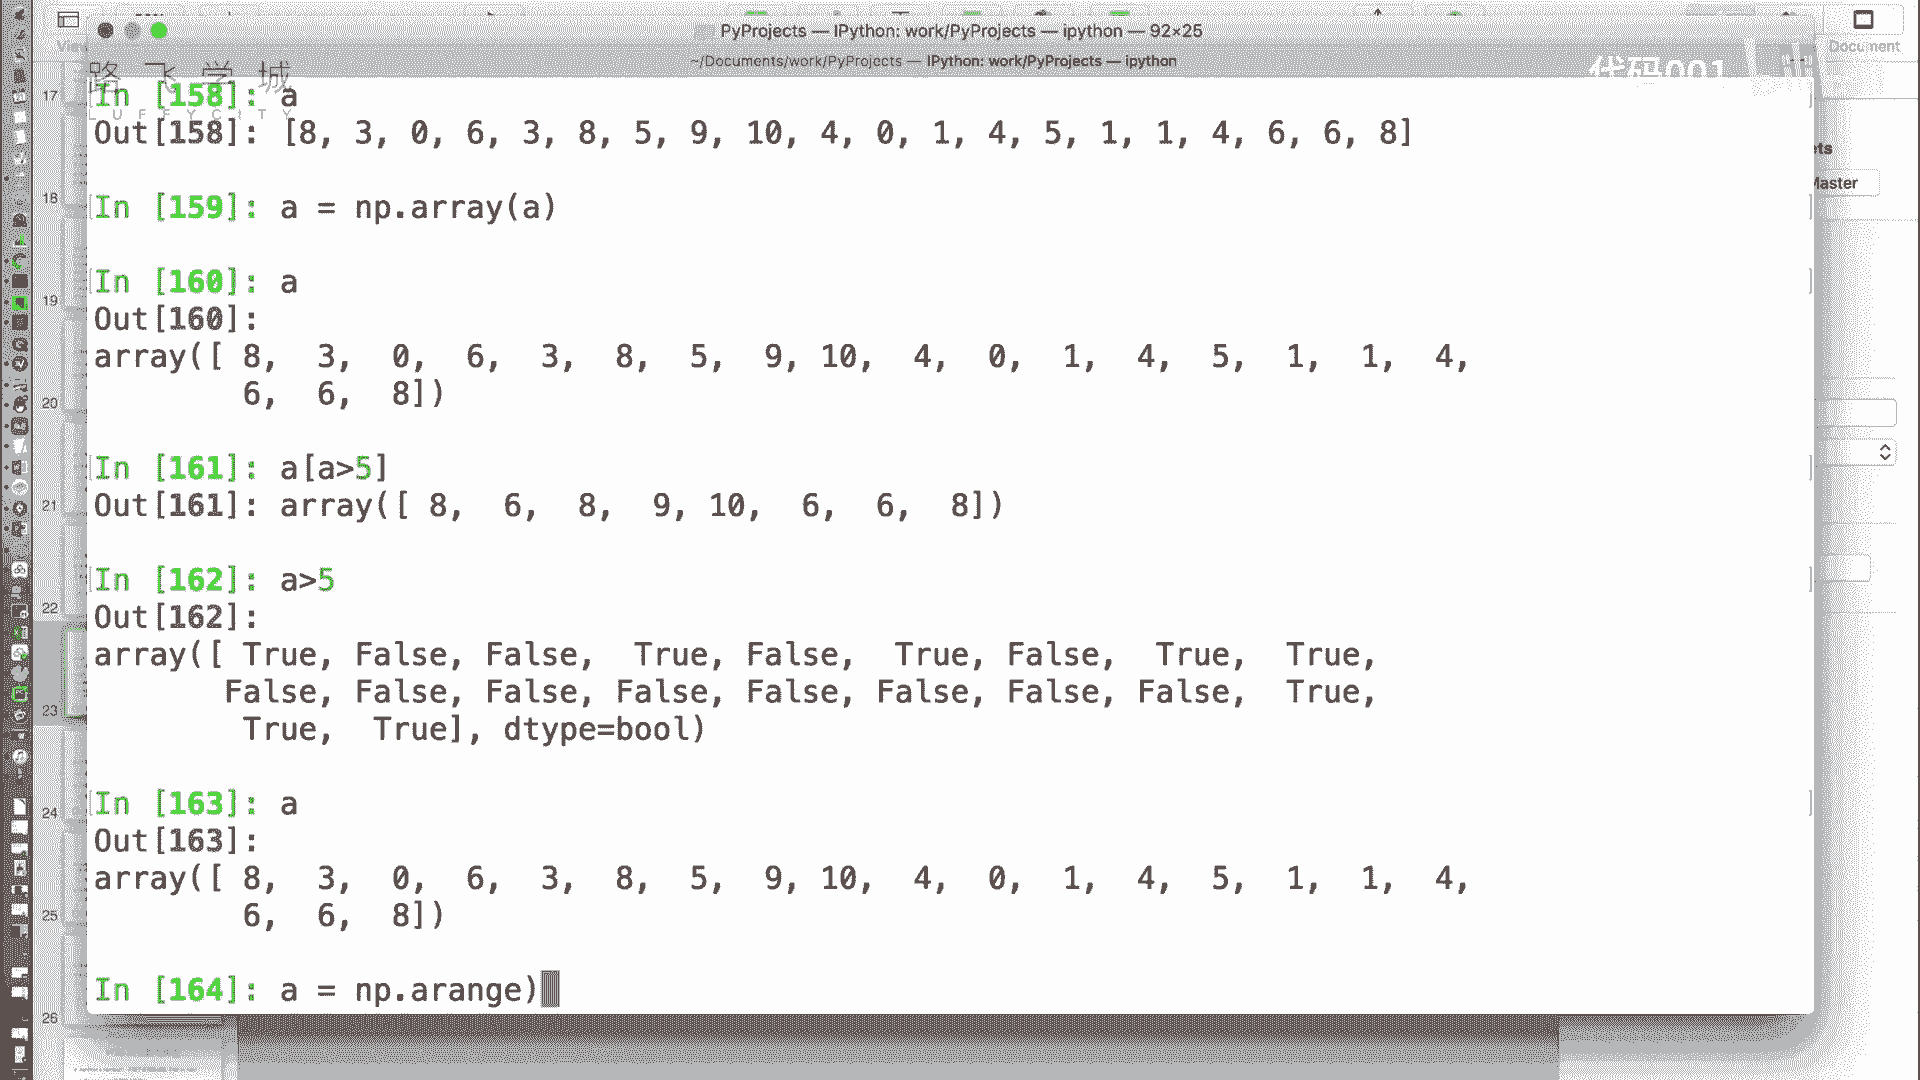 PyProjects — IPython: work/PyProjects — ipython — 92×25
View
Document
~/Documents/work/PyProjects — IPython: work/PyProjects — ipython
路飞学城
LUFFYCITY
代码001
In [158]: a
Out[158]: [8, 3, 0, 6, 3, 8, 5, 9, 10, 4, 0, 1, 4, 5, 1, 1, 4, 6, 6, 8]
In [159]: a = np.array(a)
In [160]: a
Out[160]:
array([ 8,  3,  0,  6,  3,  8,  5,  9, 10,  4,  0,  1,  4,  5,  1,  1,  4,
        6,  6,  8])
In [161]: a[a>5]
Out[161]: array([ 8,  6,  8,  9, 10,  6,  6,  8])
In [162]: a>5
Out[162]:
array([ True, False, False,  True, False,  True, False,  True,  True,
       False, False, False, False, False, False, False, False,  True,
        True,  True], dtype=bool)
In [163]: a
Out[163]:
array([ 8,  3,  0,  6,  3,  8,  5,  9, 10,  4,  0,  1,  4,  5,  1,  1,  4,
        6,  6,  8])
In [164]: a = np.arange)
17
18
19
20
21
22
23
24
25
26